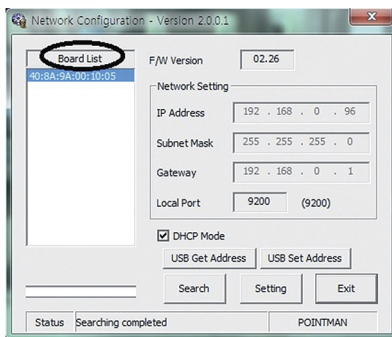 Network Configuration - Version 2.0.0.1
Board List
40:8A:9A:00:10:05
F/W Version 02.26
Network Setting
IP Address 192 . 168 . 0 . 96
Subnet Mask 255 . 255 . 255 . 0
Gateway 192 . 168 . 0 . 1
Local Port 9200 (9200)
DHCP Mode
USB Get Address USB Set Address
Search Setting Exit
Status Searching completed POINTMAN